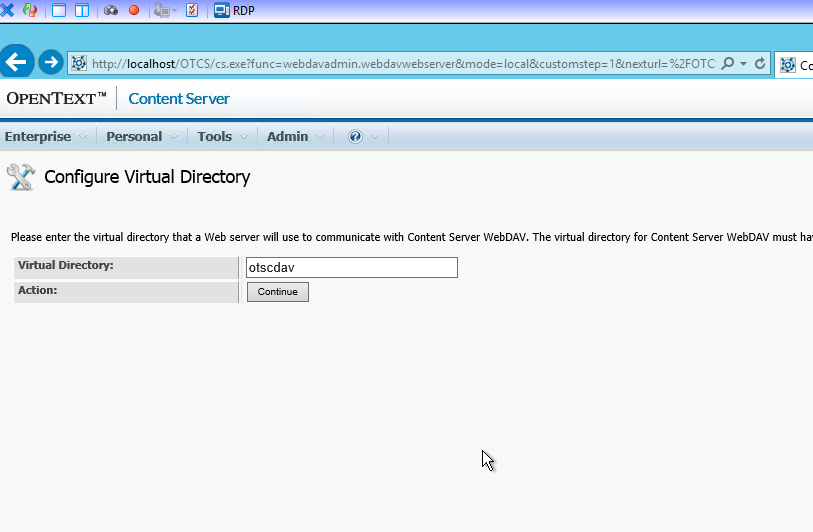 RDP
http://localhost/OTCS/cs.exe?func=webdavadmin.webdavwebserver&mode=local&customstep=1&nexturl=%2FOTC
OPENTEXT™ Content Server
Enterprise Personal Tools Admin ?
Configure Virtual Directory
Please enter the virtual directory that a Web server will use to communicate with Content Server WebDAV. The virtual directory for Content Server WebDAV must
Virtual Directory: otscdav
Action: Continue